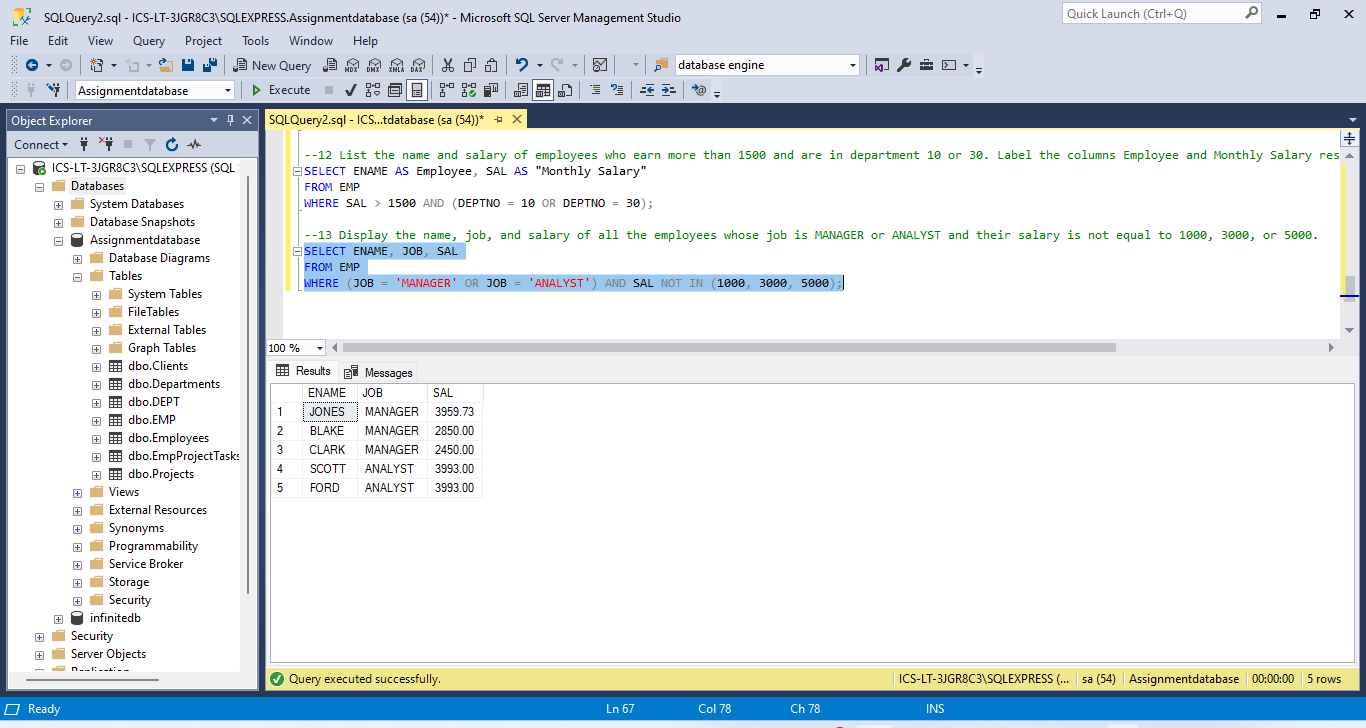 SQLQuery2.sql - ICS-LT-3JGR8C3\SQLEXPRESS.Assignmentdatabase (sa (54))* - Microsoft SQL Server Management Studio
Quick Launch (Ctrl+Q)
File Edit View Query Project Tools Window Help
New Query MDX DMX XMLA DAX database engine
Assignmentdatabase Execute
Object Explorer
Connect
ICS-LT-3JGR8C3\SQLEXPRESS (SQL
Databases
System Databases
Database Snapshots
Assignmentdatabase
Database Diagrams
Tables
System Tables
FileTables
External Tables
Graph Tables
dbo.Clients
dbo.Departments
dbo.DEPT
dbo.EMP
dbo.Employees
dbo.EmpProjectTasks
dbo.Projects
Views
External Resources
Synonyms
Programmability
Service Broker
Storage
Security
infinitedb
Security
Server Objects
Replication
SQLQuery2.sql - ICS...tdatabase (sa (54))*
--12 List the name and salary of employees who earn more than 1500 and are in department 10 or 30. Label the columns Employee and Monthly Salary res
SELECT ENAME AS Employee, SAL AS "Monthly Salary"
FROM EMP
WHERE SAL > 1500 AND (DEPTNO = 10 OR DEPTNO = 30);
--13 Display the name, job, and salary of all the employees whose job is MANAGER or ANALYST and their salary is not equal to 1000, 3000, or 5000.
SELECT ENAME, JOB, SAL
FROM EMP
WHERE (JOB = 'MANAGER' OR JOB = 'ANALYST') AND SAL NOT IN (1000, 3000, 5000);
100 %
Results Messages
ENAME JOB SAL
1 JONES MANAGER 3959.73
2 BLAKE MANAGER 2850.00
3 CLARK MANAGER 2450.00
4 SCOTT ANALYST 3993.00
5 FORD ANALYST 3993.00
Query executed successfully. ICS-LT-3JGR8C3\SQLEXPRESS (... sa (54) Assignmentdatabase 00:00:00 5 rows
Ready Ln 67 Col 78 Ch 78 INS